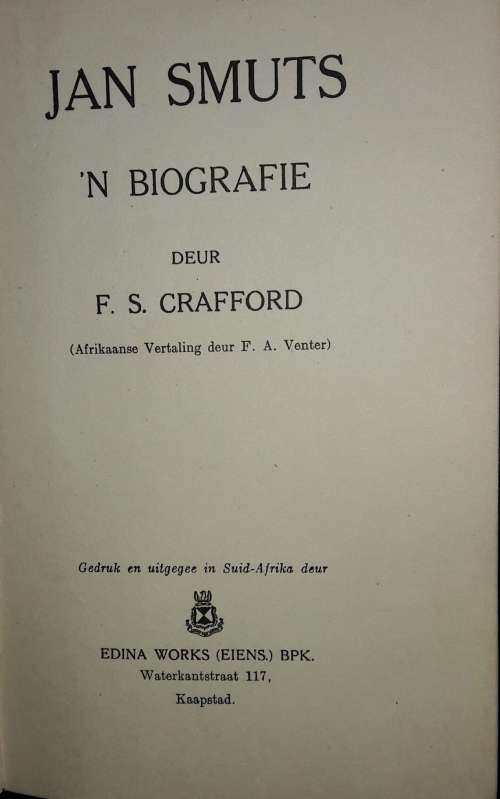 JAN SMUTS
'N BIOGRAFIE
DEUR
F. S. CRAFFORD
(Afrikaanse Vertaling deur F. A. Venter)
Gedruk en uitgegee in Suid-Afrika deur
EDINA WORKS (EIENS.) BPK.
Waterkantstraat 117,
Kaapstad.